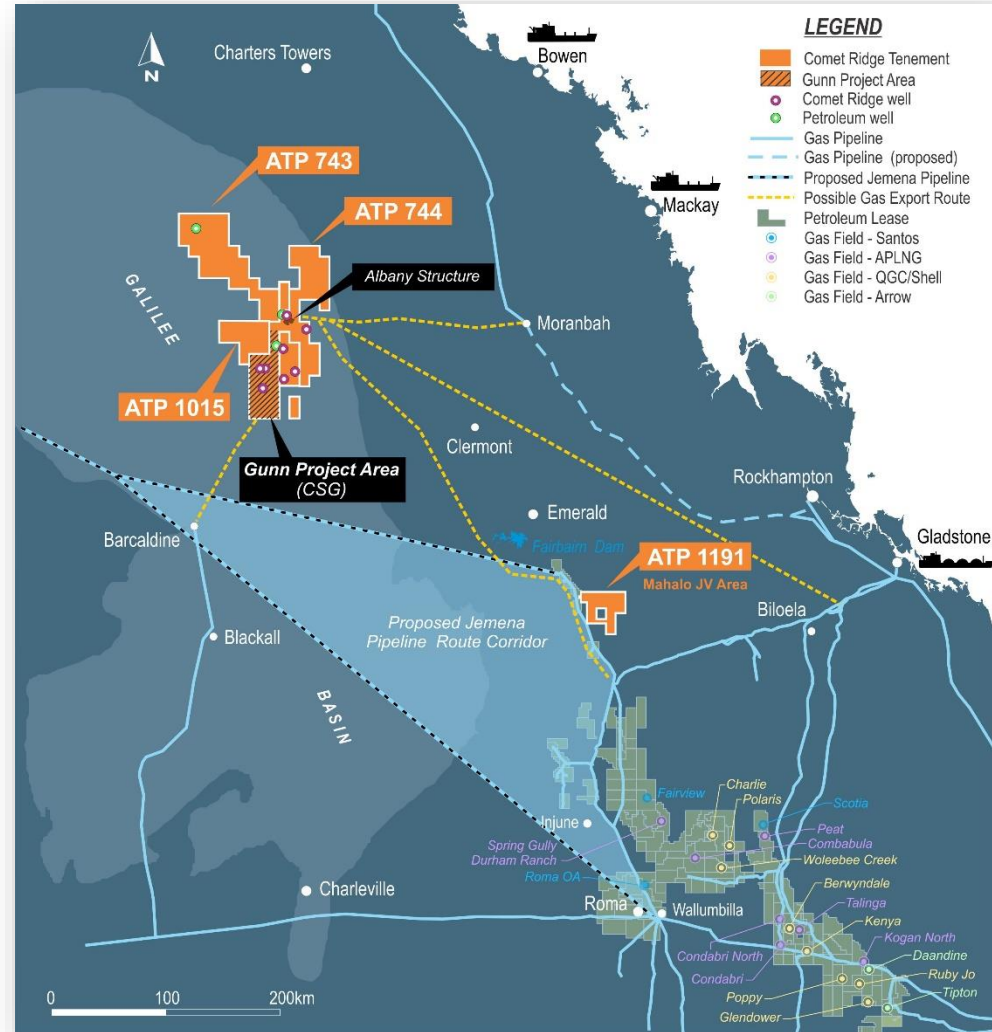 LEGEND
Comet Ridge Tenement
Gunn Project Area
Comet Ridge well
Petroleum well
Gas Pipeline
Gas Pipeline (proposed)
Proposed Jemena Pipeline
Possible Gas Export Route
Petroleum Lease
Gas Field - Santos
Gas Field - APLNG
Gas Field - QGC/Shell
Gas Field - Arrow
N
Charters Towers
Bowen
ATP 743
ATP 744
Mackay
Albany Structure
GALILEE
Moranbah
ATP 1015
Clermont
Gunn Project Area
(CSG)
Rockhampton
Emerald
Barcaldine
Fairbairn Dam
Gladstone
ATP 1191
Mahalo JV Area
Biloela
Blackall
Proposed Jemena
Pipeline Route Corridor
BASIN
Charlie
Polaris
Fairview
Scotia
Injune
Peat
Spring Gully
Combabula
Durham Ranch
Woleebee Creek
Roma OA
Berwyndale
Charleville
Talinga
Roma
Wallumbilla
Kenya
Kogan North
Condabri North
Daandine
Condabri
Ruby Jo
Poppy
Tipton
Glendower
0
100
200km